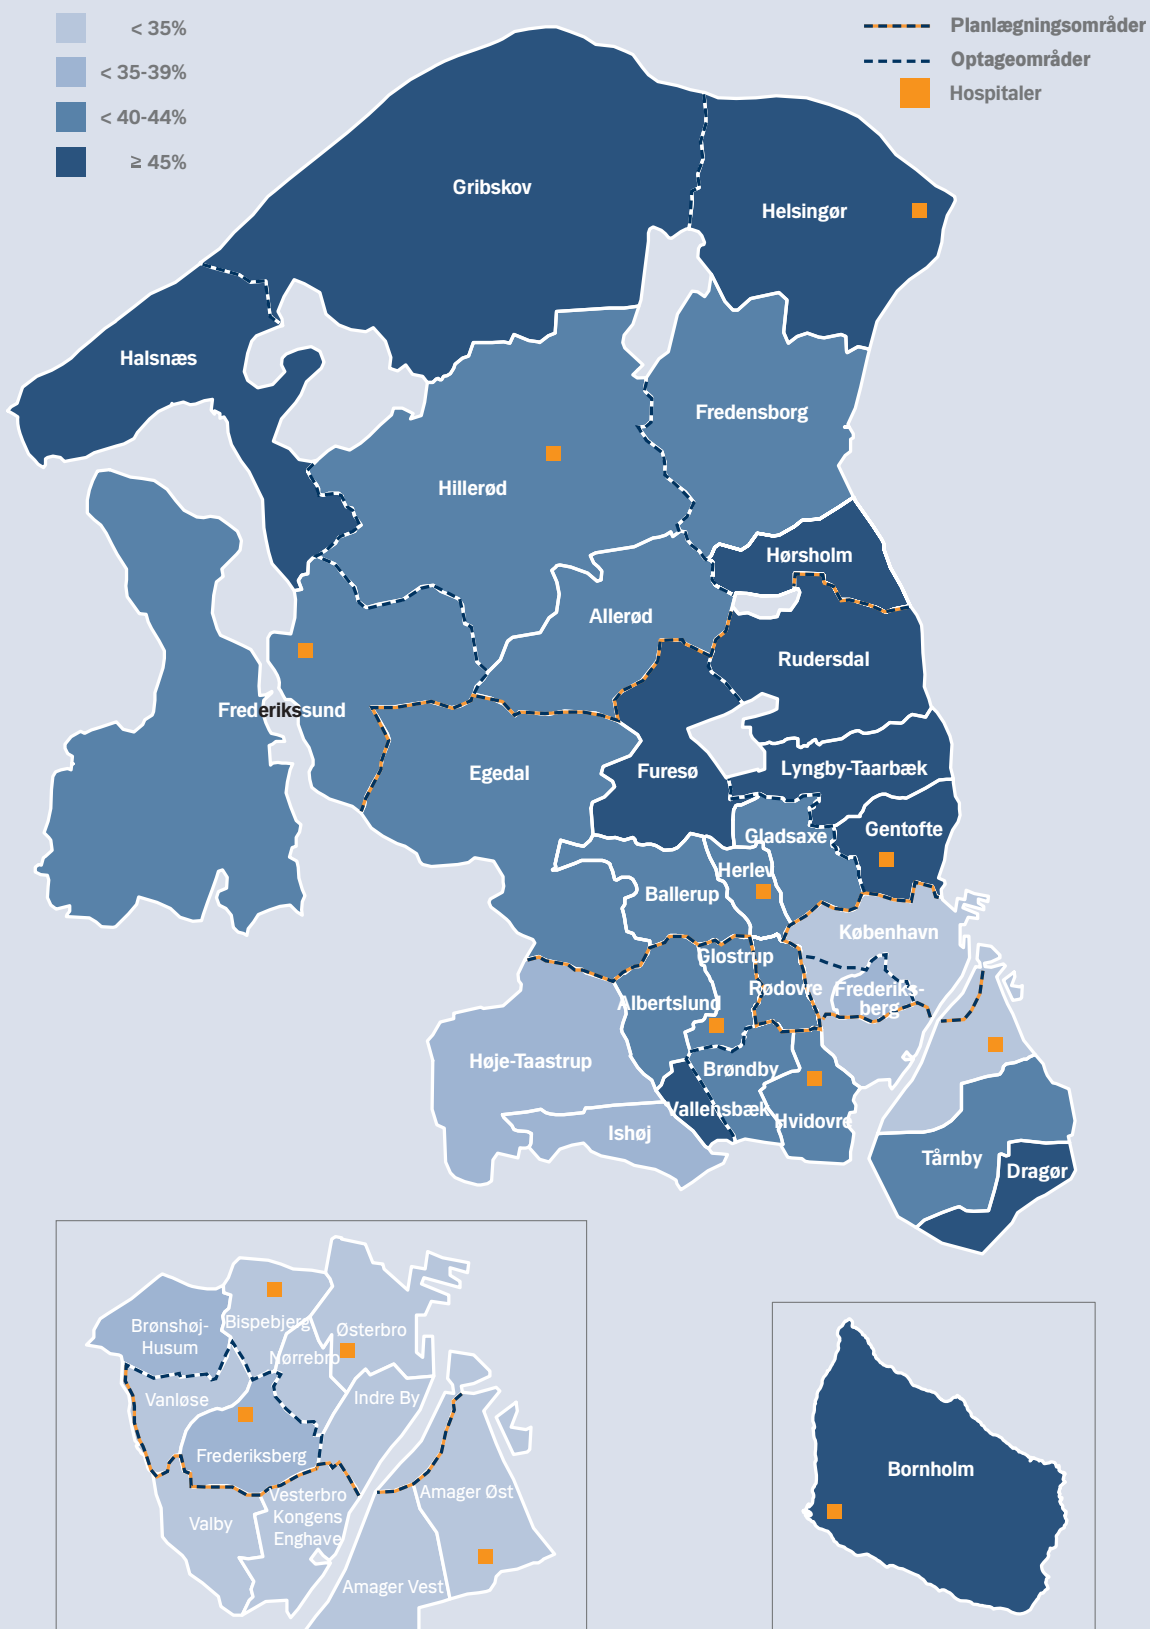 < 35%
< 35-39%
< 40-44%
≥ 45%
Planlægningsområder
Optageområder
Hospitaler
Gribskov
Helsingør
Halsnæs
Fredensborg
Hillerød
Hørsholm
Allerød
Rudersdal
Frederikssund
Egedal
Furesø
Lyngby-Taarbæk
Gladsaxe
Gentofte
Herlev
Ballerup
København
Glostrup
Rødovre
Frederiks-
berg
Albertslund
Høje-Taastrup
Brøndby
Vallensbæk
Hvidovre
Ishøj
Tårnby
Dragør
Brønshøj-
Husum
Bispebjerg
Østerbro
Nørrebro
Vanløse
Indre By
Frederiksberg
Amager Øst
Vesterbro
Kongens
Enghave
Valby
Amager Vest
Bornholm